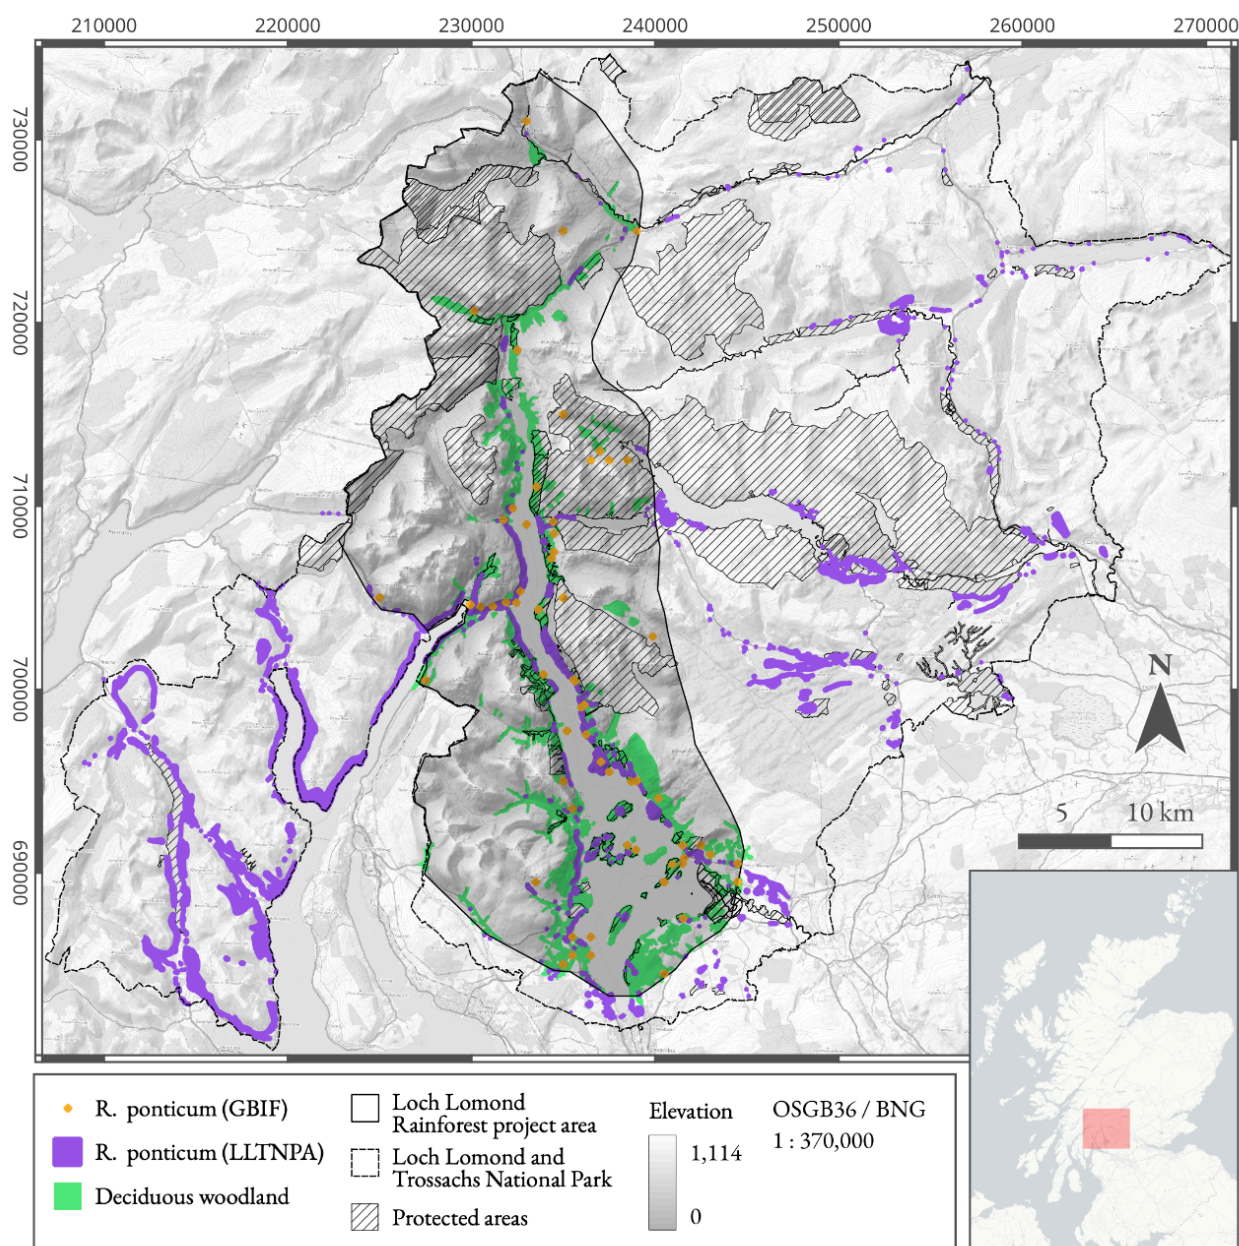 210000 220000 230000 240000 250000 260000 270000
730000
720000
710000
700000
690000
N
5 10 km
R. ponticum (GBIF)
R. ponticum (LLTNPA)
Deciduous woodland
Loch Lomond
Rainforest project area
Loch Lomond and
Trossachs National Park
Protected areas
Elevation
1,114
0
OSGB36 / BNG
1 : 370,000